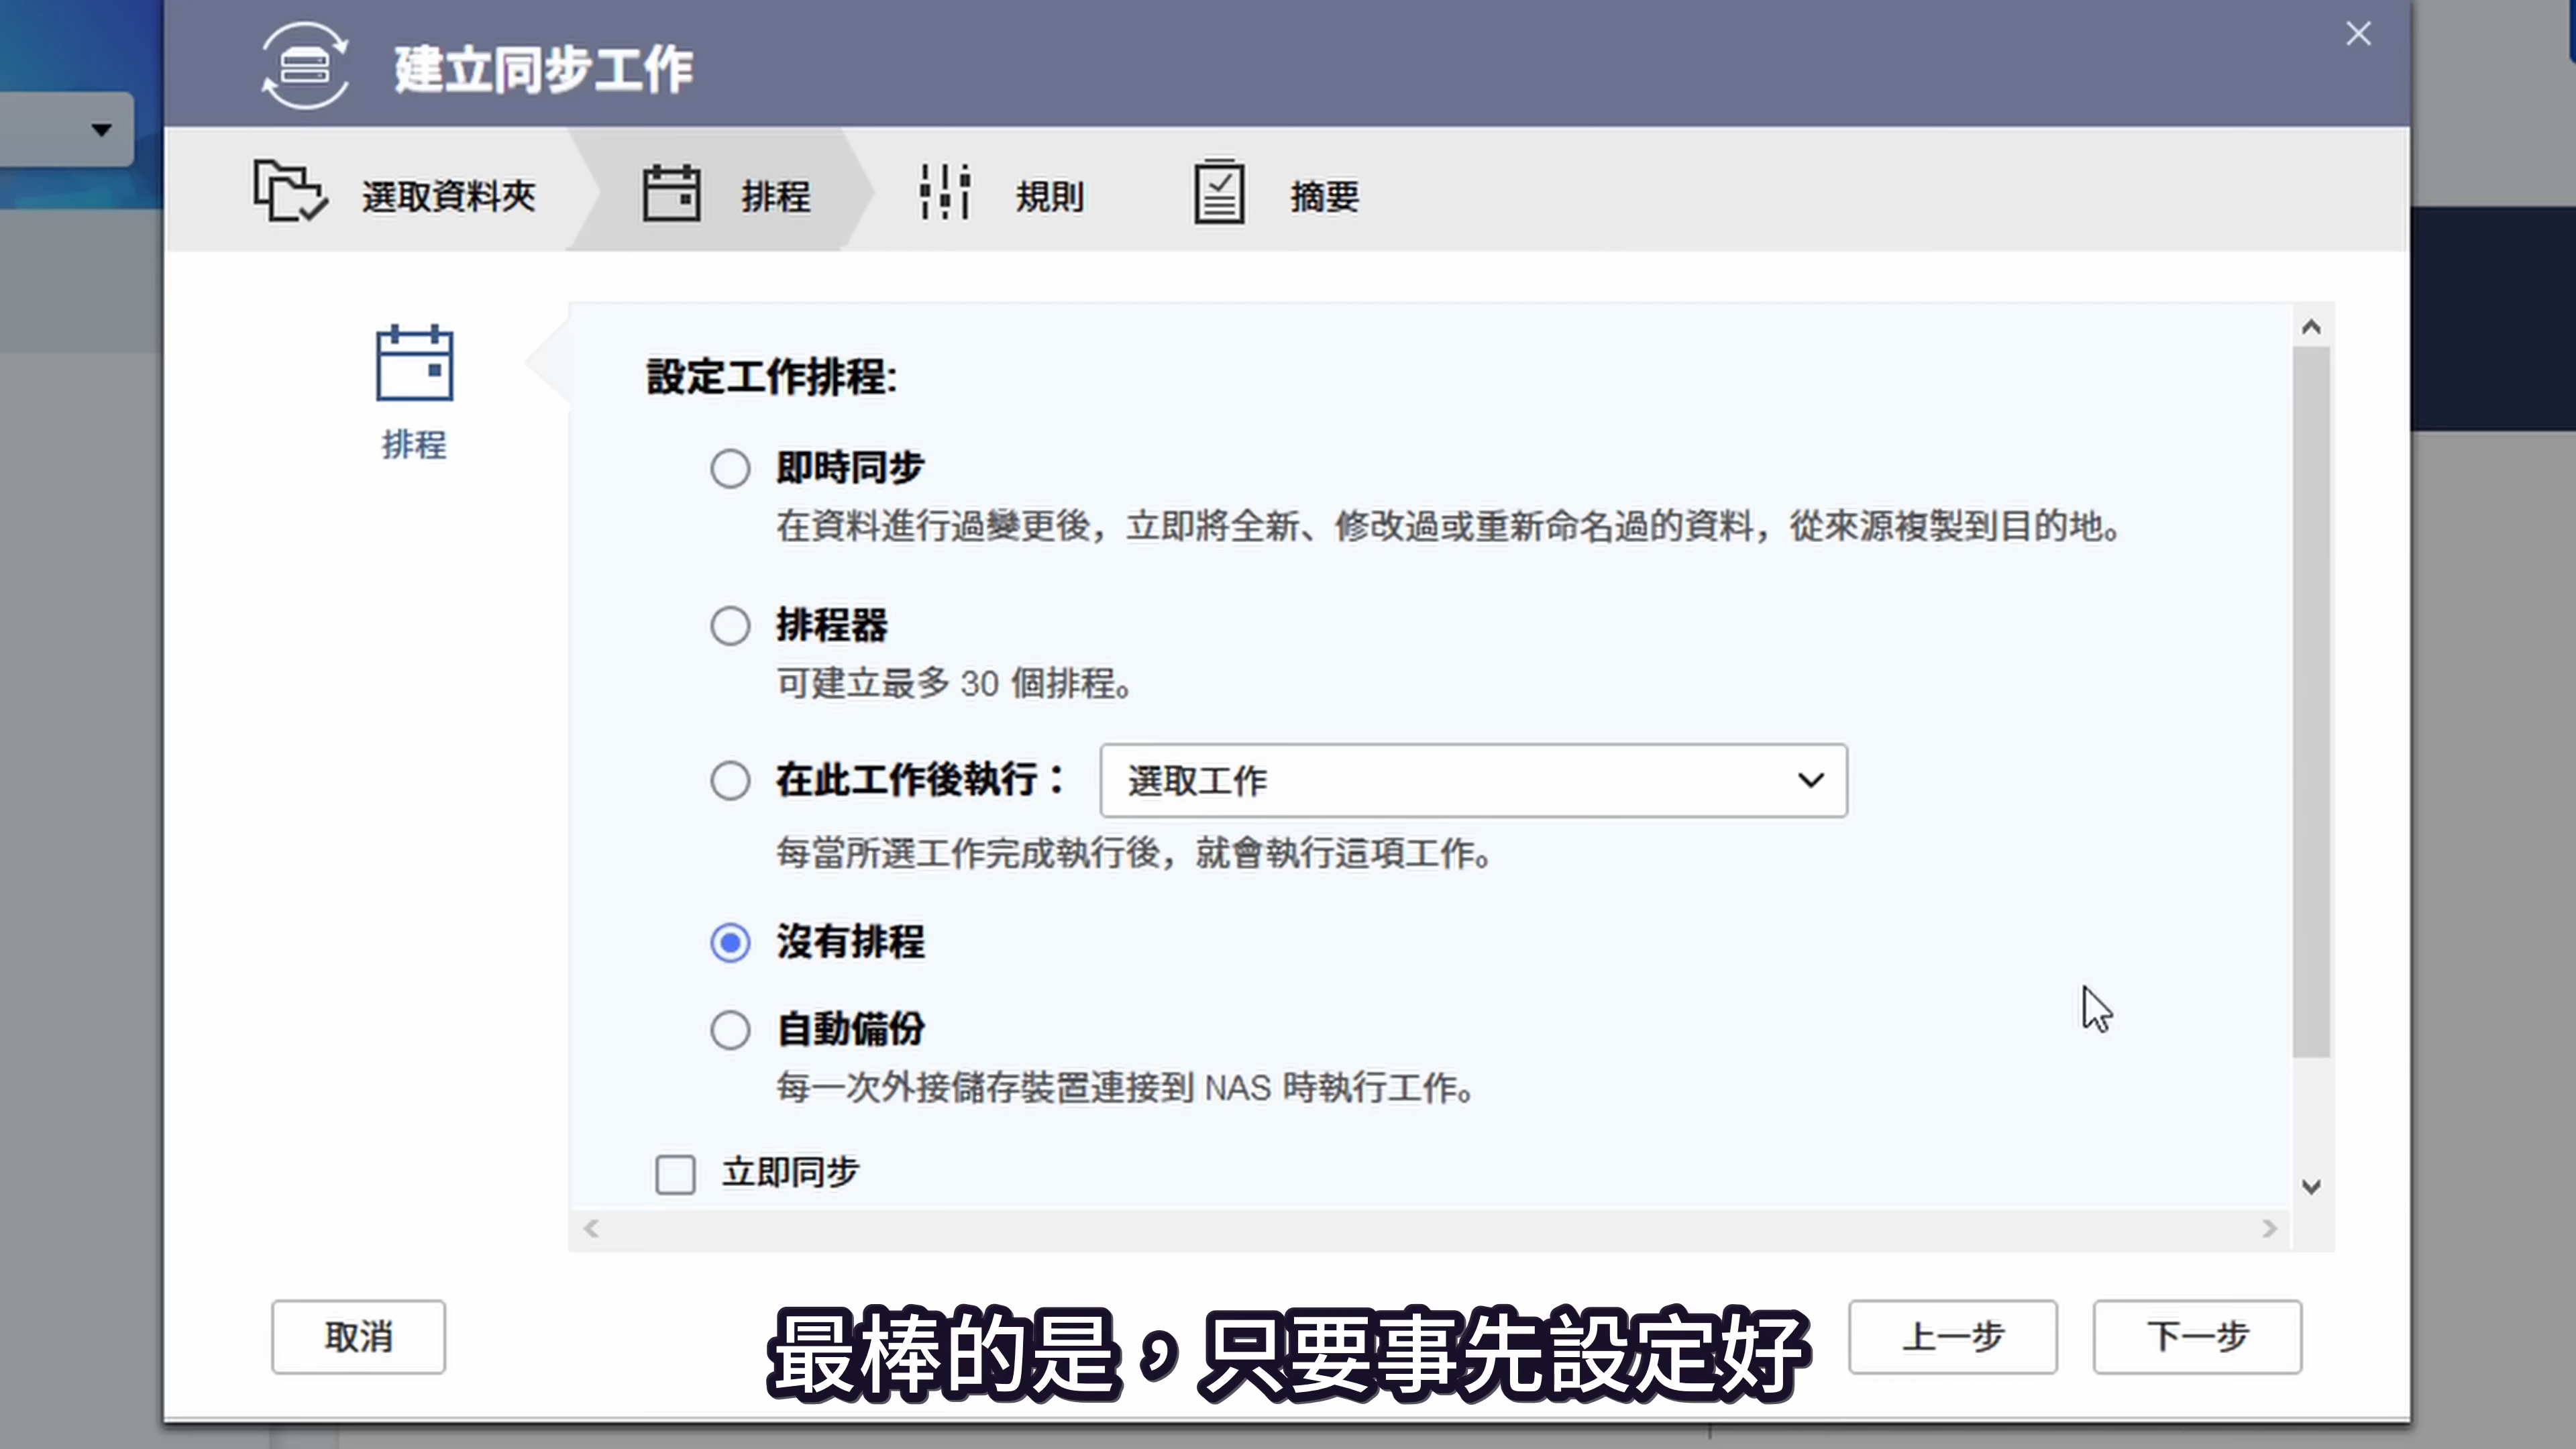 建立同步工作
選取資料夾
排程
規則
摘要
排程
設定工作排程:
即時同步
在資料進行過變更後，立即將全新、修改過或重新命名過的資料，從來源複製到目的地。
排程器
可建立最多 30 個排程。
在此工作後執行：
選取工作
每當所選工作完成執行後，就會執行這項工作。
沒有排程
自動備份
每一次外接儲存裝置連接到 NAS 時執行工作。
立即同步
取消
最棒的是，只要事先設定好
上一步
下一步